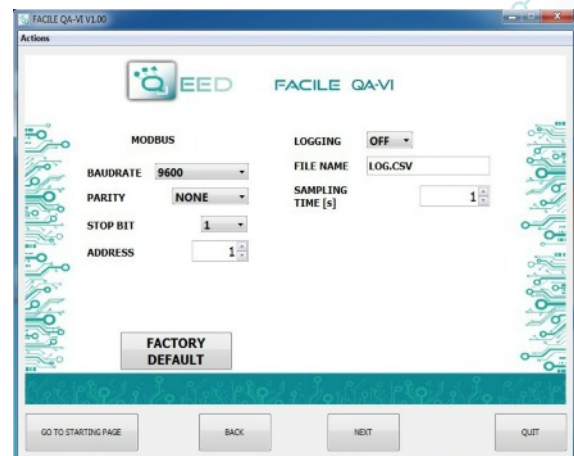 FACILE QA-VI V1.00
Actions
QEED FACILE QA-VI
MODBUS
BAUDRATE 9600
PARITY NONE
STOP BIT 1
ADDRESS 1
LOGGING OFF
FILE NAME LOG.CSV
SAMPLING
TIME [s] 1
FACTORY
DEFAULT
GO TO STARTING PAGE BACK NEXT QUIT